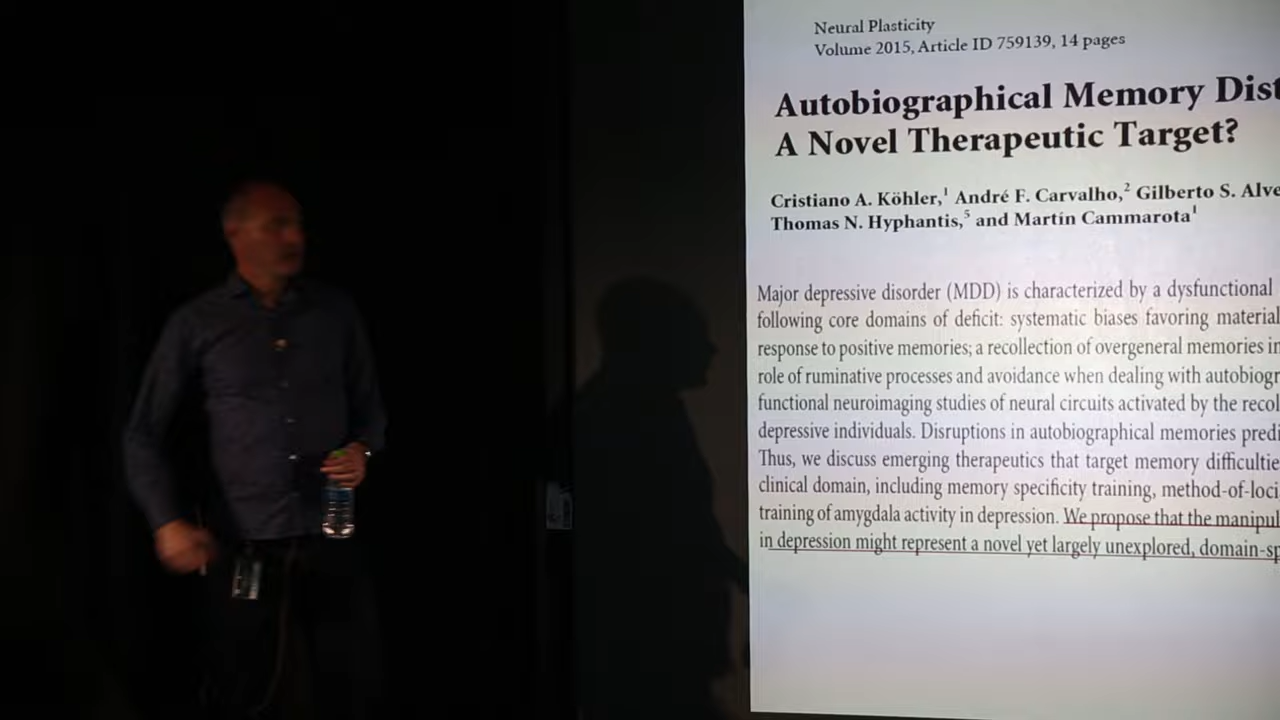 Neural Plasticity
Volume 2015, Article ID 759139, 14 pages
Autobiographical Memory Dist
A Novel Therapeutic Target?
Cristiano A. Köhler,¹ André F. Carvalho,² Gilberto S. Alve
Thomas N. Hyphantis,⁵ and Martín Cammarota¹
Major depressive disorder (MDD) is characterized by a dysfunctional
following core domains of deficit: systematic biases favoring material
response to positive memories; a recollection of overgeneral memories in
role of ruminative processes and avoidance when dealing with autobiogr
functional neuroimaging studies of neural circuits activated by the recol
depressive individuals. Disruptions in autobiographical memories predi
Thus, we discuss emerging therapeutics that target memory difficultie
clinical domain, including memory specificity training, method-of-loci
training of amygdala activity in depression. We propose that the manipul
in depression might represent a novel yet largely unexplored, domain-sp